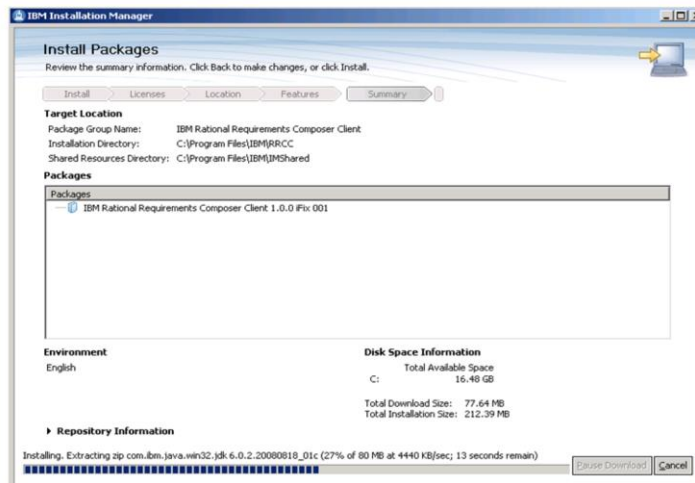 IBM Installation Manager
Install Packages
Review the summary information. Click Back to make changes, or click Install.
Install Licenses Location Features Summary
Target Location
Package Group Name: IBM Rational Requirements Composer Client
Installation Directory: C:\Program Files\IBM\RRCC
Shared Resources Directory: C:\Program Files\IBM\IMShared
Packages
Packages
IBM Rational Requirements Composer Client 1.0.0 iFix 001
Environment Disk Space Information
English Total Available Space
C: 16.48 GB
Total Download Size: 77.64 MB
Total Installation Size: 212.39 MB
Repository Information
Installing. Extracting zip com.ibm.java.win32.jdk 6.0.2.20080818_01c (27% of 80 MB at 4440 KB/sec; 13 seconds remain)
Pause Download Cancel